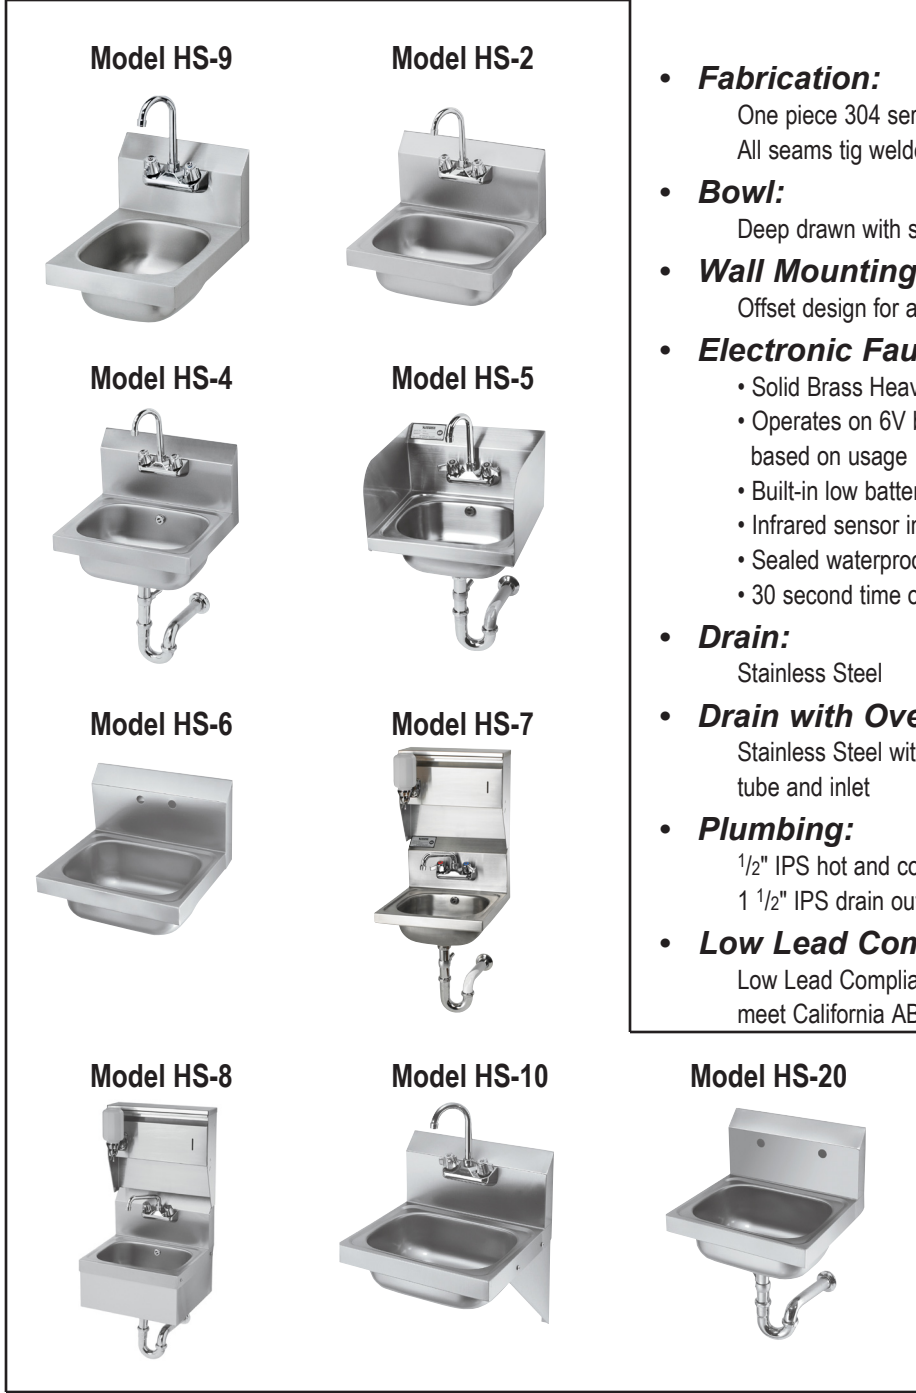 Model HS-9
Model HS-2
Model HS-4
Model HS-5
Model HS-6
Model HS-7
Model HS-8
Model HS-10
Model HS-20
• Fabrication:
One piece 304 ser
All seams tig weld
• Bowl:
Deep drawn with s
• Wall Mounting
Offset design for a
• Electronic Fau
• Solid Brass Heav
• Operates on 6V
based on usage
• Built-in low batter
• Infrared sensor i
• Sealed waterproo
• 30 second time o
• Drain:
Stainless Steel
• Drain with Ove
Stainless Steel wit
tube and inlet
• Plumbing:
1/2" IPS hot and co
1 1/2" IPS drain ou
• Low Lead Com
Low Lead Complia
meet California AB